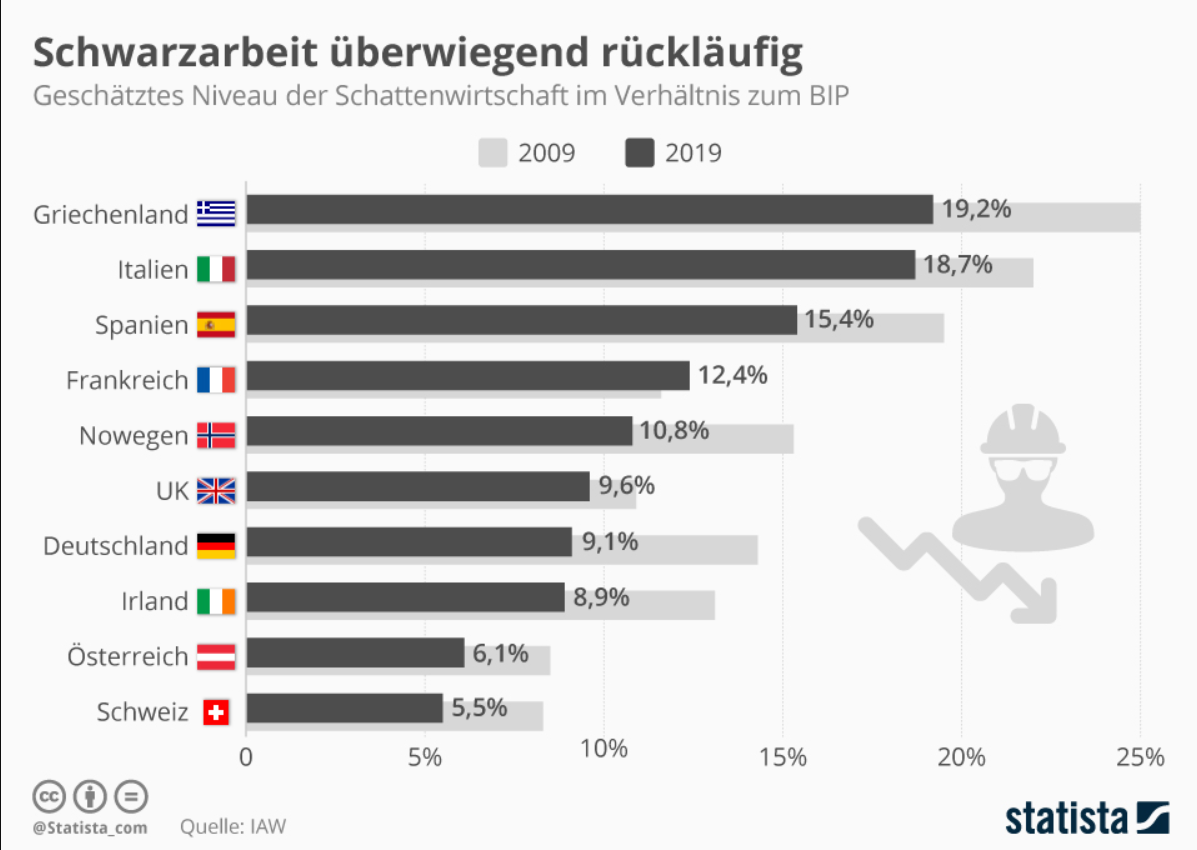 Schwarzarbeit überwiegend rückläufig
Geschätztes Niveau der Schattenwirtschaft im Verhältnis zum BIP
2009 2019
Griechenland 19,2%
Italien 18,7%
Spanien 15,4%
Frankreich 12,4%
Nowegen 10,8%
UK 9,6%
Deutschland 9,1%
Irland 8,9%
Österreich 6,1%
Schweiz 5,5%
0 5% 10% 15% 20% 25%
cc =
@Statista_com Quelle: IAW
statista